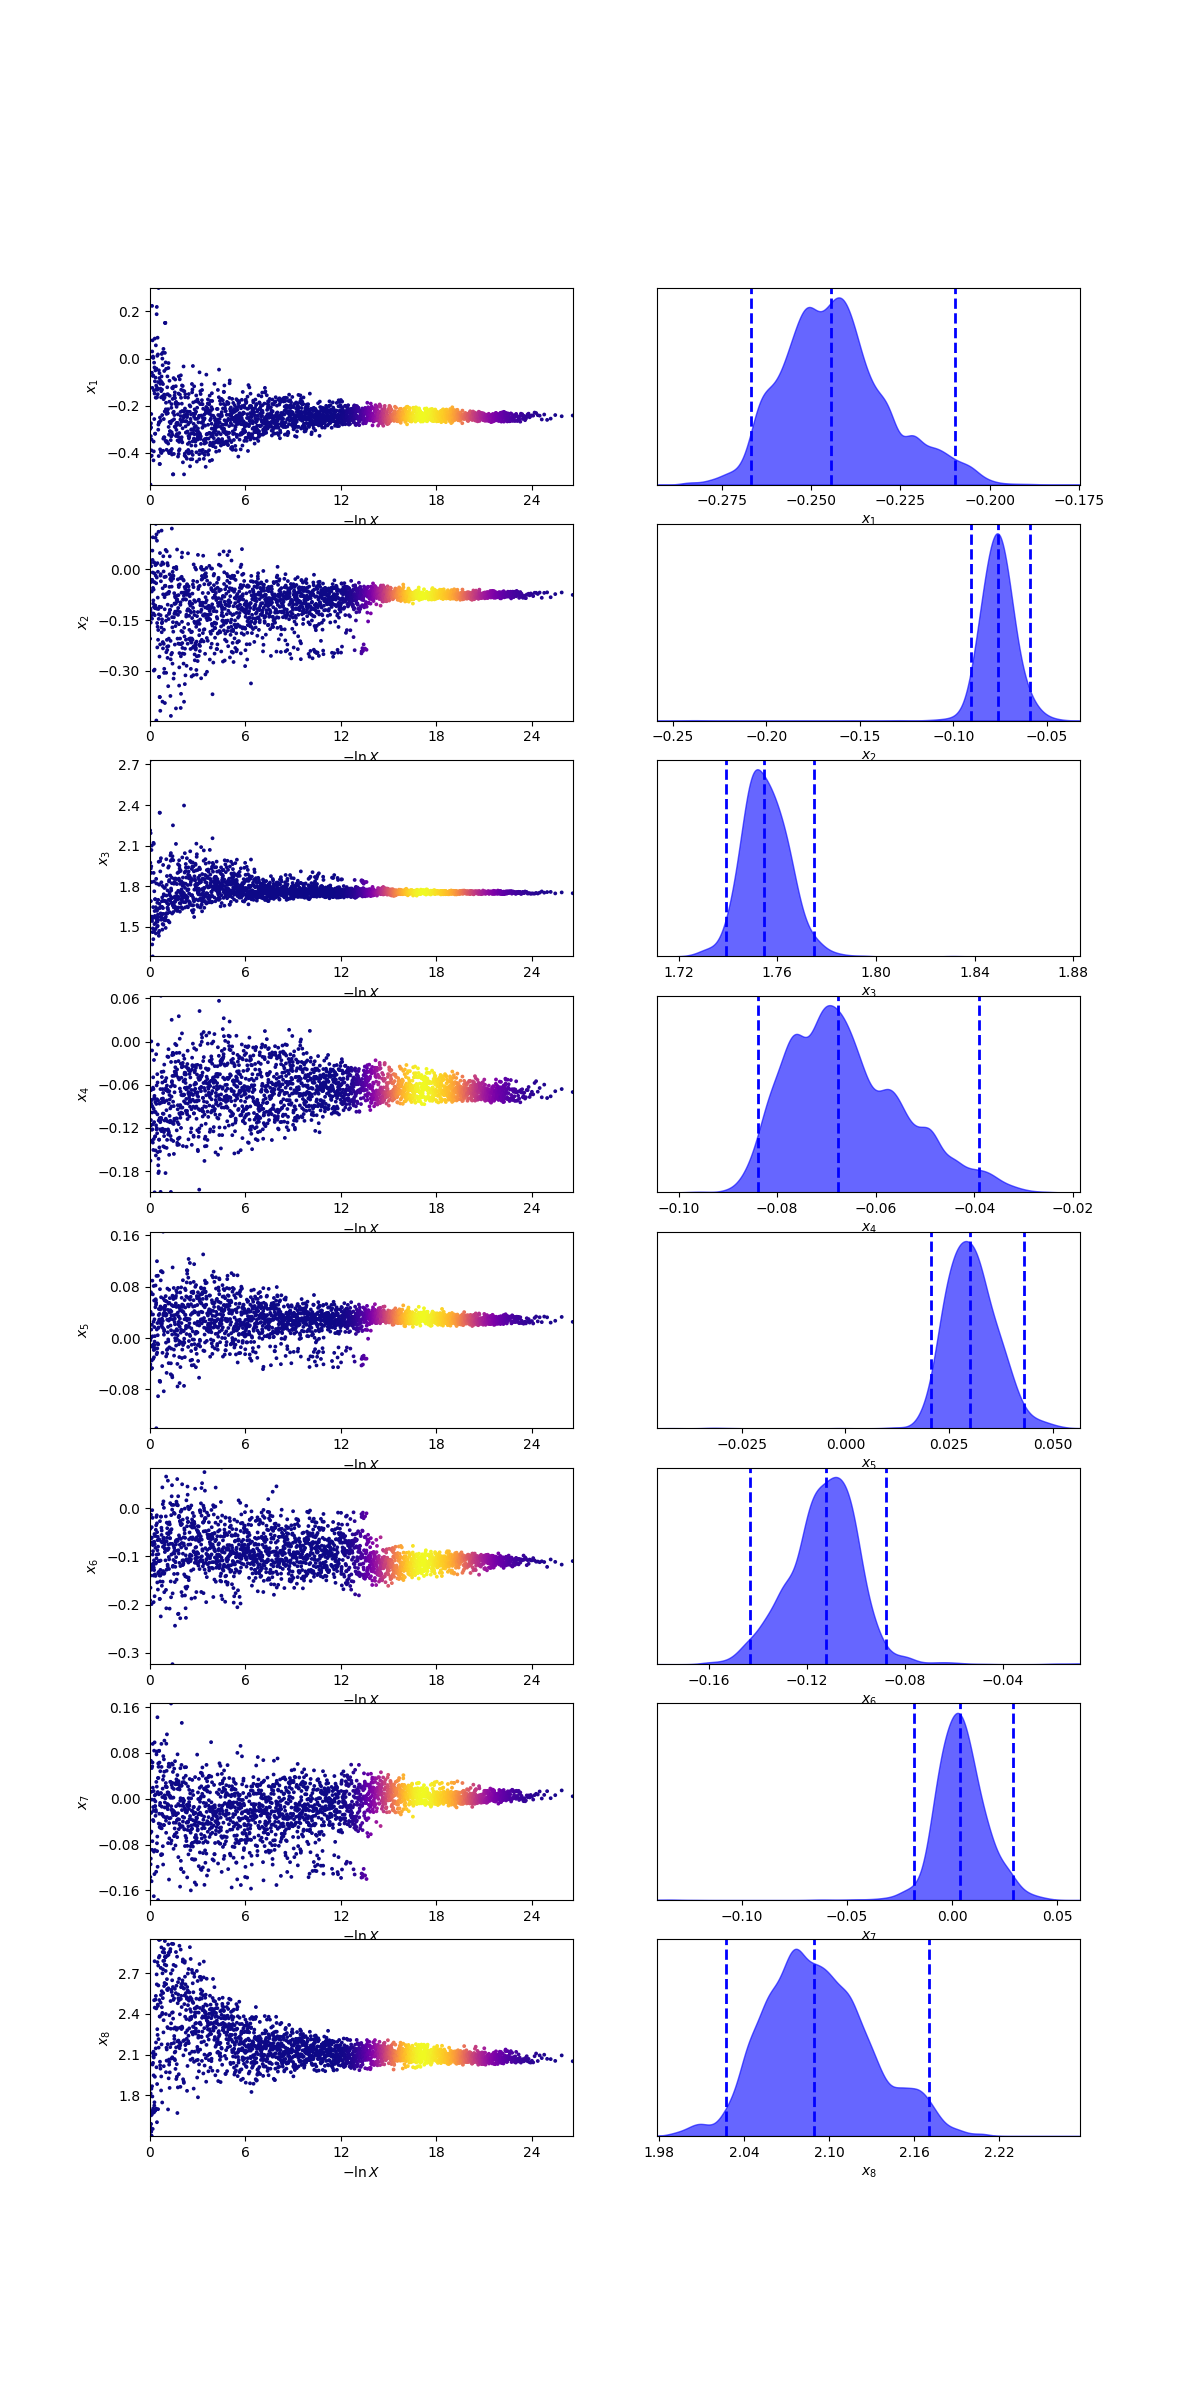 0.2
0.0
−0.2
−0.4
x₁
0 6 12 18 24
−ln X
−0.275 −0.250 −0.225 −0.200 −0.175
x₁
0.00
−0.15
−0.30
x₂
0 6 12 18 24
−ln X
−0.25 −0.20 −0.15 −0.10 −0.05
x₂
2.7
2.4
2.1
1.8
1.5
x₃
0 6 12 18 24
−ln X
1.72 1.76 1.80 1.84 1.88
x₃
0.06
0.00
−0.06
−0.12
−0.18
x₄
0 6 12 18 24
−ln X
−0.10 −0.08 −0.06 −0.04 −0.02
x₄
0.16
0.08
0.00
−0.08
x₅
0 6 12 18 24
−ln X
−0.025 0.000 0.025 0.050
x₅
0.0
−0.1
−0.2
−0.3
x₆
0 6 12 18 24
−ln X
−0.16 −0.12 −0.08 −0.04
x₆
0.16
0.08
0.00
−0.08
−0.16
x₇
0 6 12 18 24
−ln X
−0.10 −0.05 0.00 0.05
x₇
2.7
2.4
2.1
1.8
x₈
0 6 12 18 24
−ln X
1.98 2.04 2.10 2.16 2.22
x₈